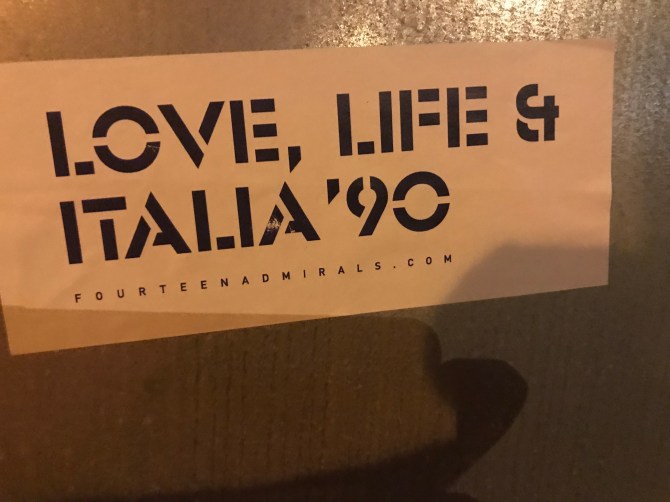 LOVE, LIFE &
ITALIA '90
FOURTEENADMIRALS.COM